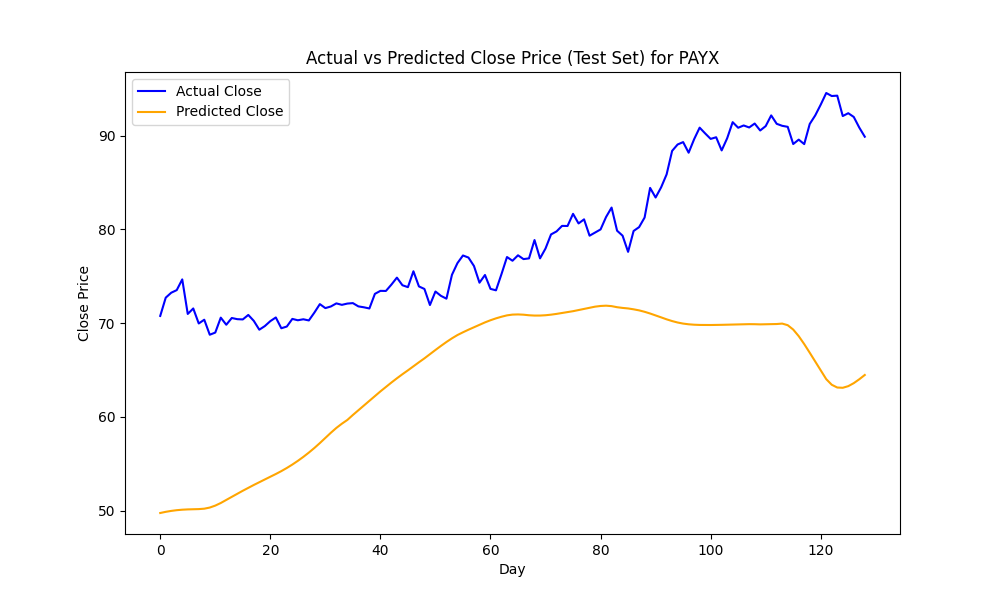 Actual vs Predicted Close Price (Test Set) for PAYX
Actual Close
Predicted Close
Close Price
90
80
70
60
50
0 20 40 60 80 100 120
Day